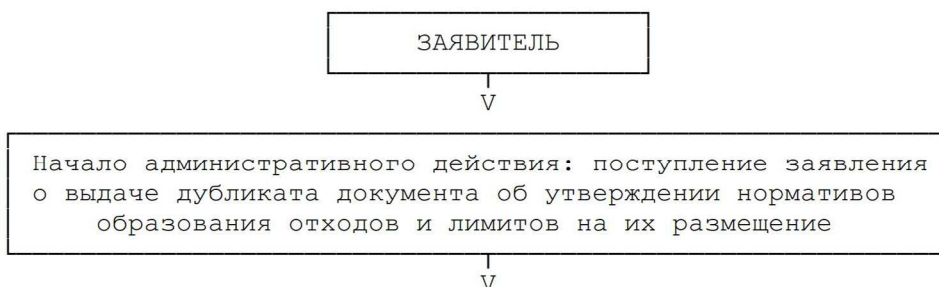 ЗАЯВИТЕЛЬ
V
Начало административного действия: поступление заявления
о выдаче дубликата документа об утверждении нормативов
образования отходов и лимитов на их размещение
V